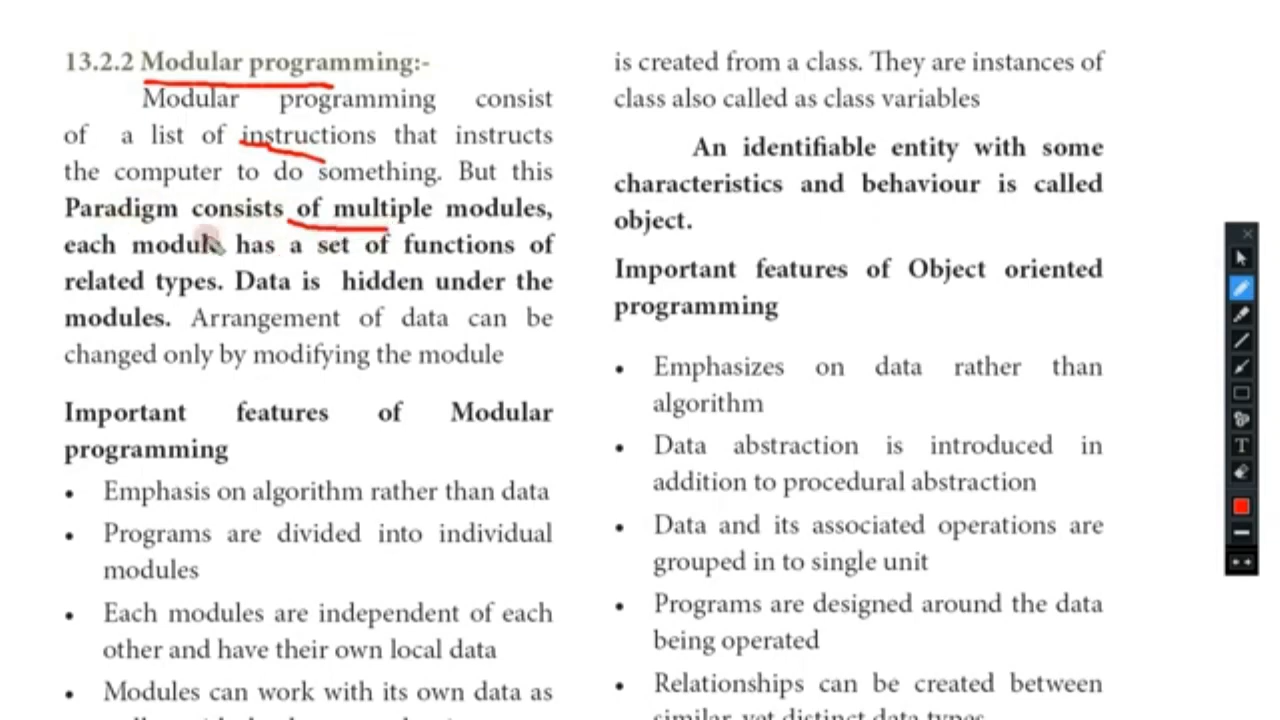 13.2.2 Modular programming:-
Modular programming consist
of a list of instructions that instructs
the computer to do something. But this
Paradigm consists of multiple modules,
each module has a set of functions of
related types. Data is hidden under the
modules. Arrangement of data can be
changed only by modifying the module
Important features of Modular
programming
• Emphasis on algorithm rather than data
• Programs are divided into individual
modules
• Each modules are independent of each
other and have their own local data
• Modules can work with its own data as
is created from a class. They are instances of
class also called as class variables
An identifiable entity with some
characteristics and behaviour is called
object.
Important features of Object oriented
programming
• Emphasizes on data rather than
algorithm
• Data abstraction is introduced in
addition to procedural abstraction
• Data and its associated operations are
grouped in to single unit
• Programs are designed around the data
being operated
• Relationships can be created between
similar, yet distinct data types
T